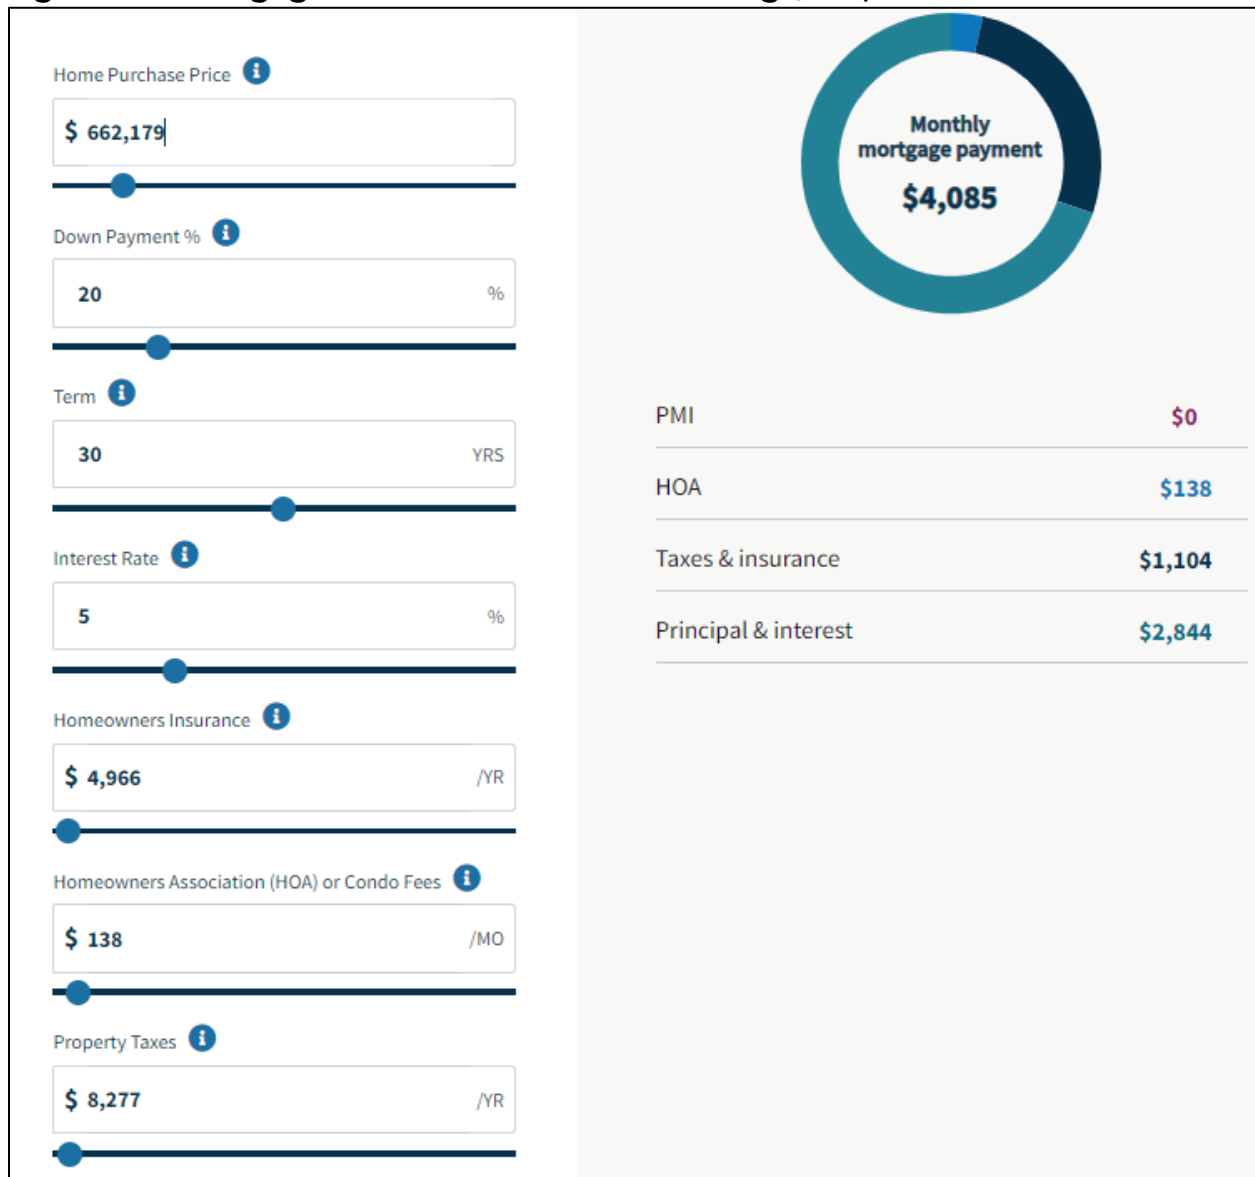 Home Purchase Price
$ 662,179
Down Payment %
20 %
Term
30 YRS
Interest Rate
5 %
Homeowners Insurance
$ 4,966 /YR
Homeowners Association (HOA) or Condo Fees
$ 138 /MO
Property Taxes
$ 8,277 /YR
Monthly
mortgage payment
$4,085
PMI $0
HOA $138
Taxes & insurance $1,104
Principal & interest $2,844